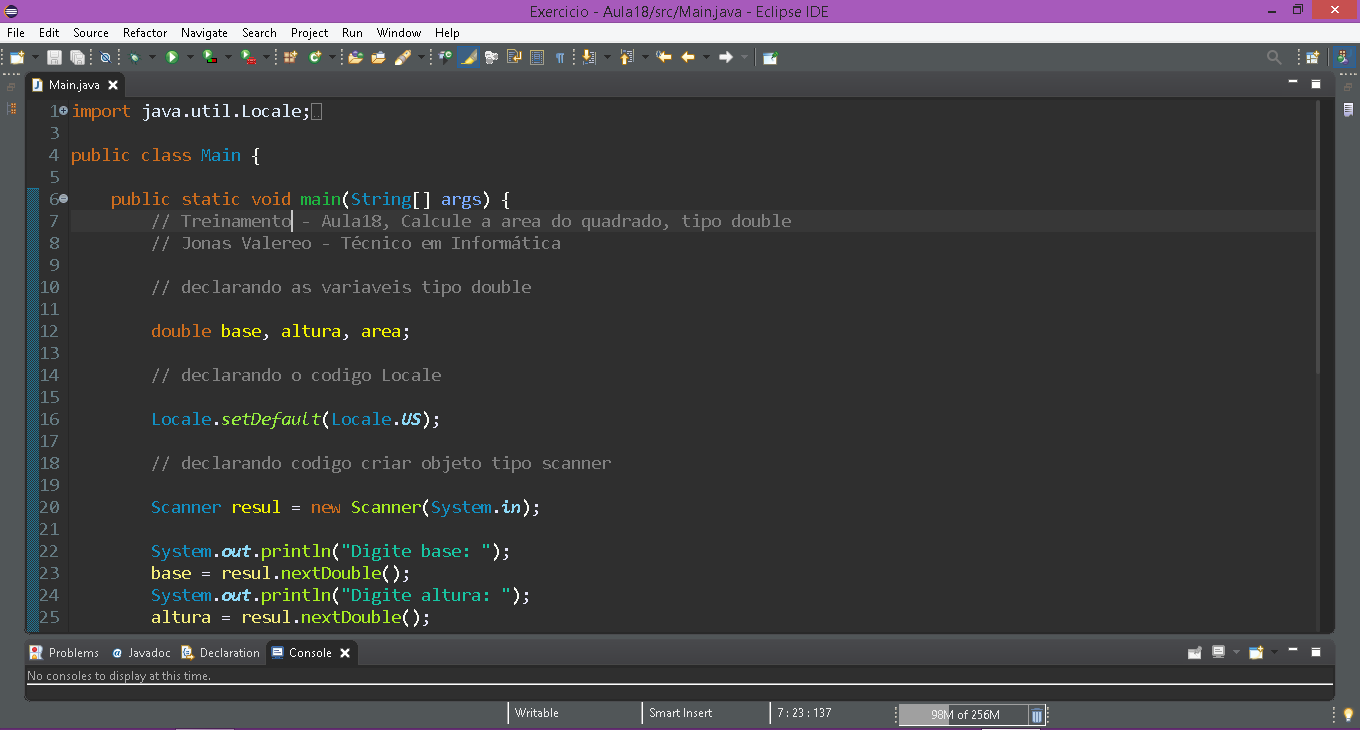 Exercicio - Aula18/src/Main.java - Eclipse IDE
File Edit Source Refactor Navigate Search Project Run Window Help
Main.java
1 import java.util.Locale;
3
4 public class Main {
5
6 public static void main(String[] args) {
7 // Treinamento - Aula18, Calcule a area do quadrado, tipo double
8 // Jonas Valereo - Técnico em Informática
9
10 // declarando as variaveis tipo double
11
12 double base, altura, area;
13
14 // declarando o codigo Locale
15
16 Locale.setDefault(Locale.US);
17
18 // declarando codigo criar objeto tipo scanner
19
20 Scanner resul = new Scanner(System.in);
21
22 System.out.println("Digite base: ");
23 base = resul.nextDouble();
24 System.out.println("Digite altura: ");
25 altura = resul.nextDouble();
Problems @ Javadoc Declaration Console
No consoles to display at this time.
Writable Smart Insert 7 : 23 : 137 98M of 256M